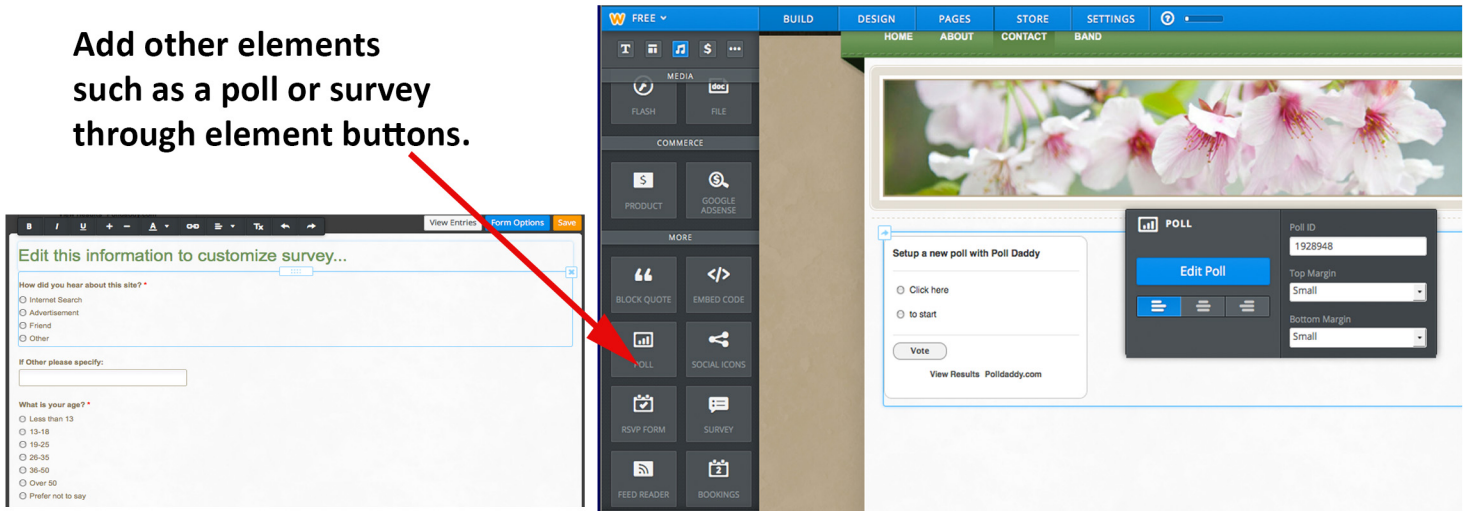 Add other elements
such as a poll or survey
through element buttons.
B I U + - A Tx
View Entries Form Options Save
Edit this information to customize survey...
How did you hear about this site? *
Internet Search
Advertisement
Friend
Other
If Other please specify:
What is your age? *
Less than 13
13-18
19-25
26-35
36-50
Over 50
Prefer not to say
W FREE BUILD DESIGN PAGES STORE SETTINGS ?
HOME ABOUT CONTACT BAND
T $
MEDIA
doc
FLASH FILE
COMMERCE
$ $
PRODUCT GOOGLE
ADSENSE
MORE
BLOCK QUOTE EMBED CODE
POLL SOCIAL ICONS
RSVP FORM SURVEY
2
FEED READER BOOKINGS
Setup a new poll with Poll Daddy
Click here
to start
Vote
View Results Polldaddy.com
POLL
Edit Poll
Poll ID
1928948
Top Margin
Small
Bottom Margin
Small